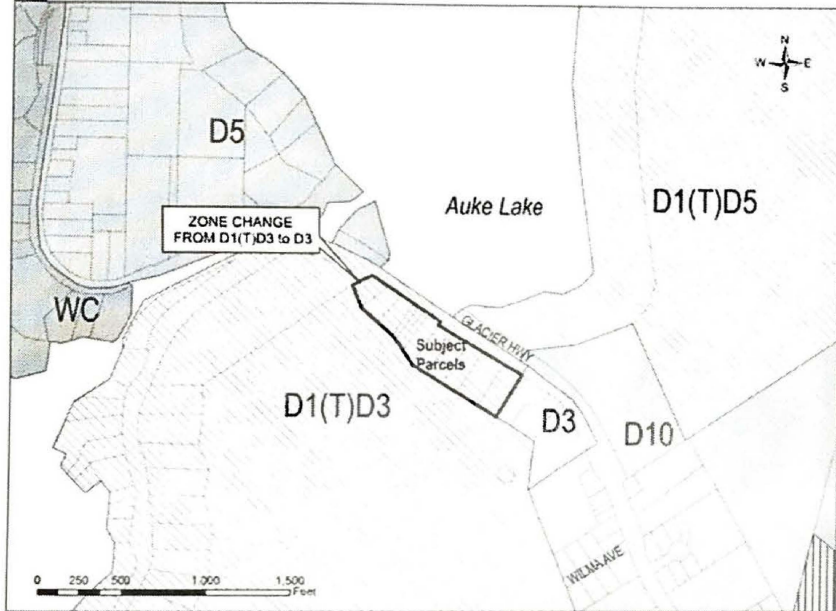 N
W E
S
D5
Auke Lake
D1(T)D5
ZONE CHANGE
FROM D1(T)D3 to D3
WC
GLACIER HWY
Subject
Parcels
D1(T)D3
D3
D10
WILMA AVE
0 250 500 1,000 1,500
Feet